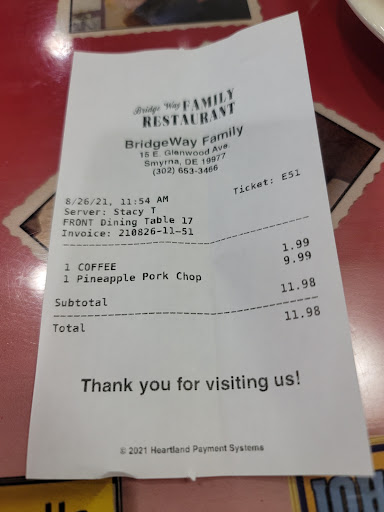 Bridge Way FAMILY
RESTAURANT
BridgeWay Family
15 E. Glenwood Ave
Smyrna, DE 19977
(302) 653-3466
Ticket: E51
8/26/21, 11:54 AM
Server: Stacy T
FRONT Dining Table 17
Invoice: 210826-11-51
1 COFFEE 1.99
1 Pineapple Pork Chop 9.99
Subtotal 11.98
Total 11.98
Thank you for visiting us!
© 2021 Heartland Payment Systems